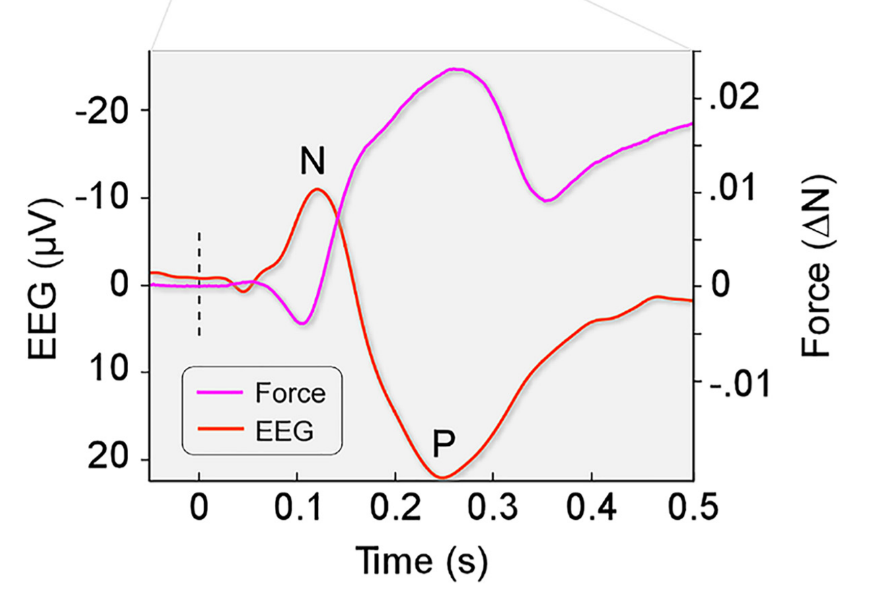 EEG (µV)
-20
-10
0
10
20
N
P
Force
EEG
.02
.01
0
-.01
Force (ΔN)
0
0.1
0.2
0.3
0.4
0.5
Time (s)